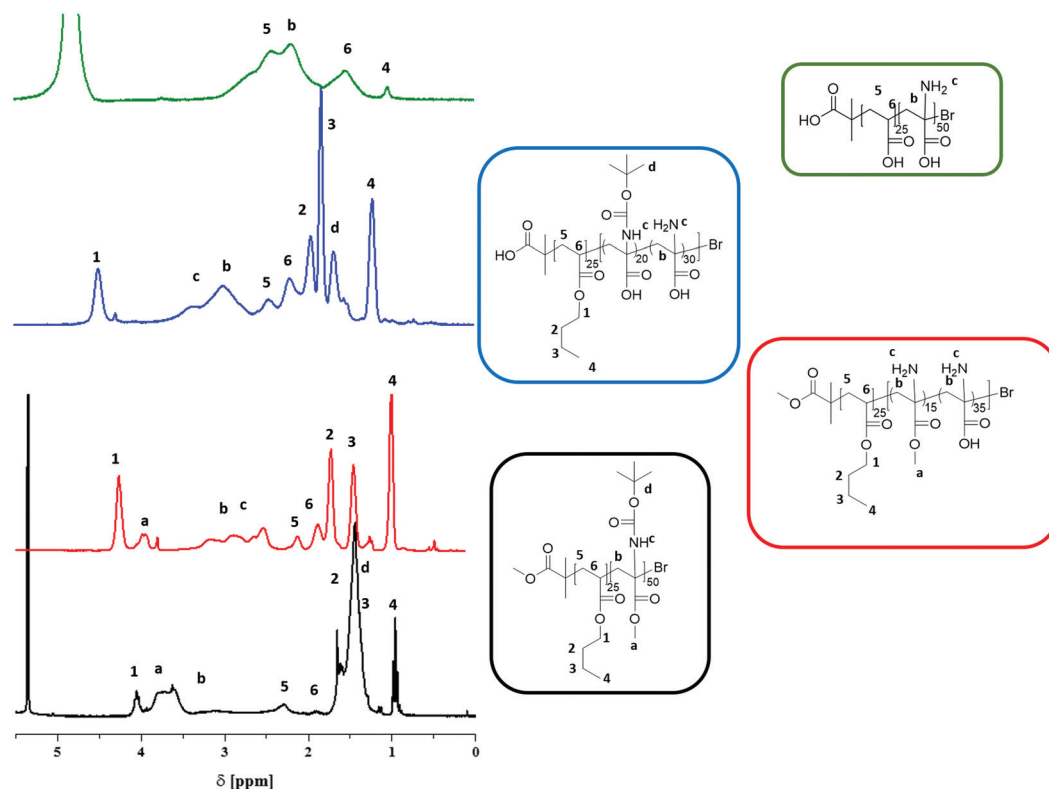 5 b 6 4
3
1 c b 5 6 2 d 4
1 a b c 5 6 2 3 4
1 a b 5 6 2 d 3 4
5 4 3 2 1 0
δ [ppm]
NH2 c
5 b
HO O 6 25 50 Br
O OH O OH
d
O
O NH c H2N c
5 6 b Br
HO O 25 20 30
O O O OH O OH
1
2
3
4
c H2N c H2N
5 6 b b Br
O O 25 15 35
O O O O O OH
1 a
2
3
4
d
O
O NH c
5 6 b Br
O O 25 50
O O O O
1 a
2
3
4